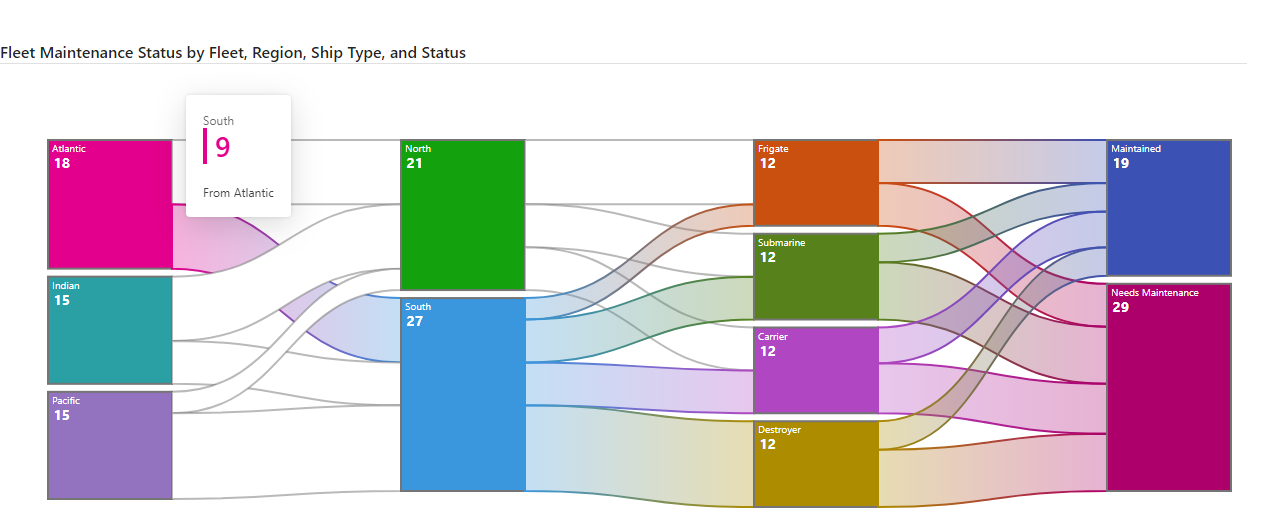 Fleet Maintenance Status by Fleet, Region, Ship Type, and Status
South
9
From Atlantic
Atlantic
18
Indian
15
Pacific
15
North
21
South
27
Frigate
12
Submarine
12
Carrier
12
Destroyer
12
Maintained
19
Needs Maintenance
29